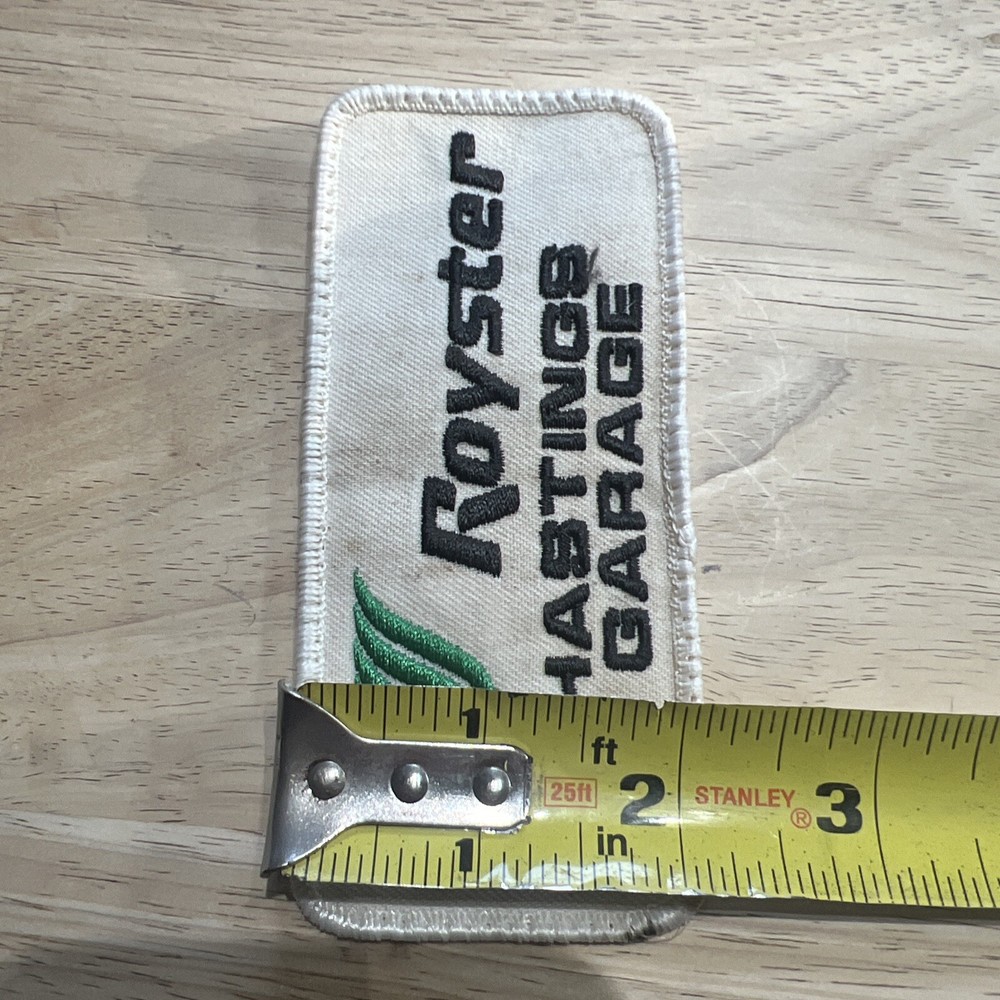 Royster
HASTINGS
GARAGE
1 ft 2 3
25ft STANLEY ®
1 in